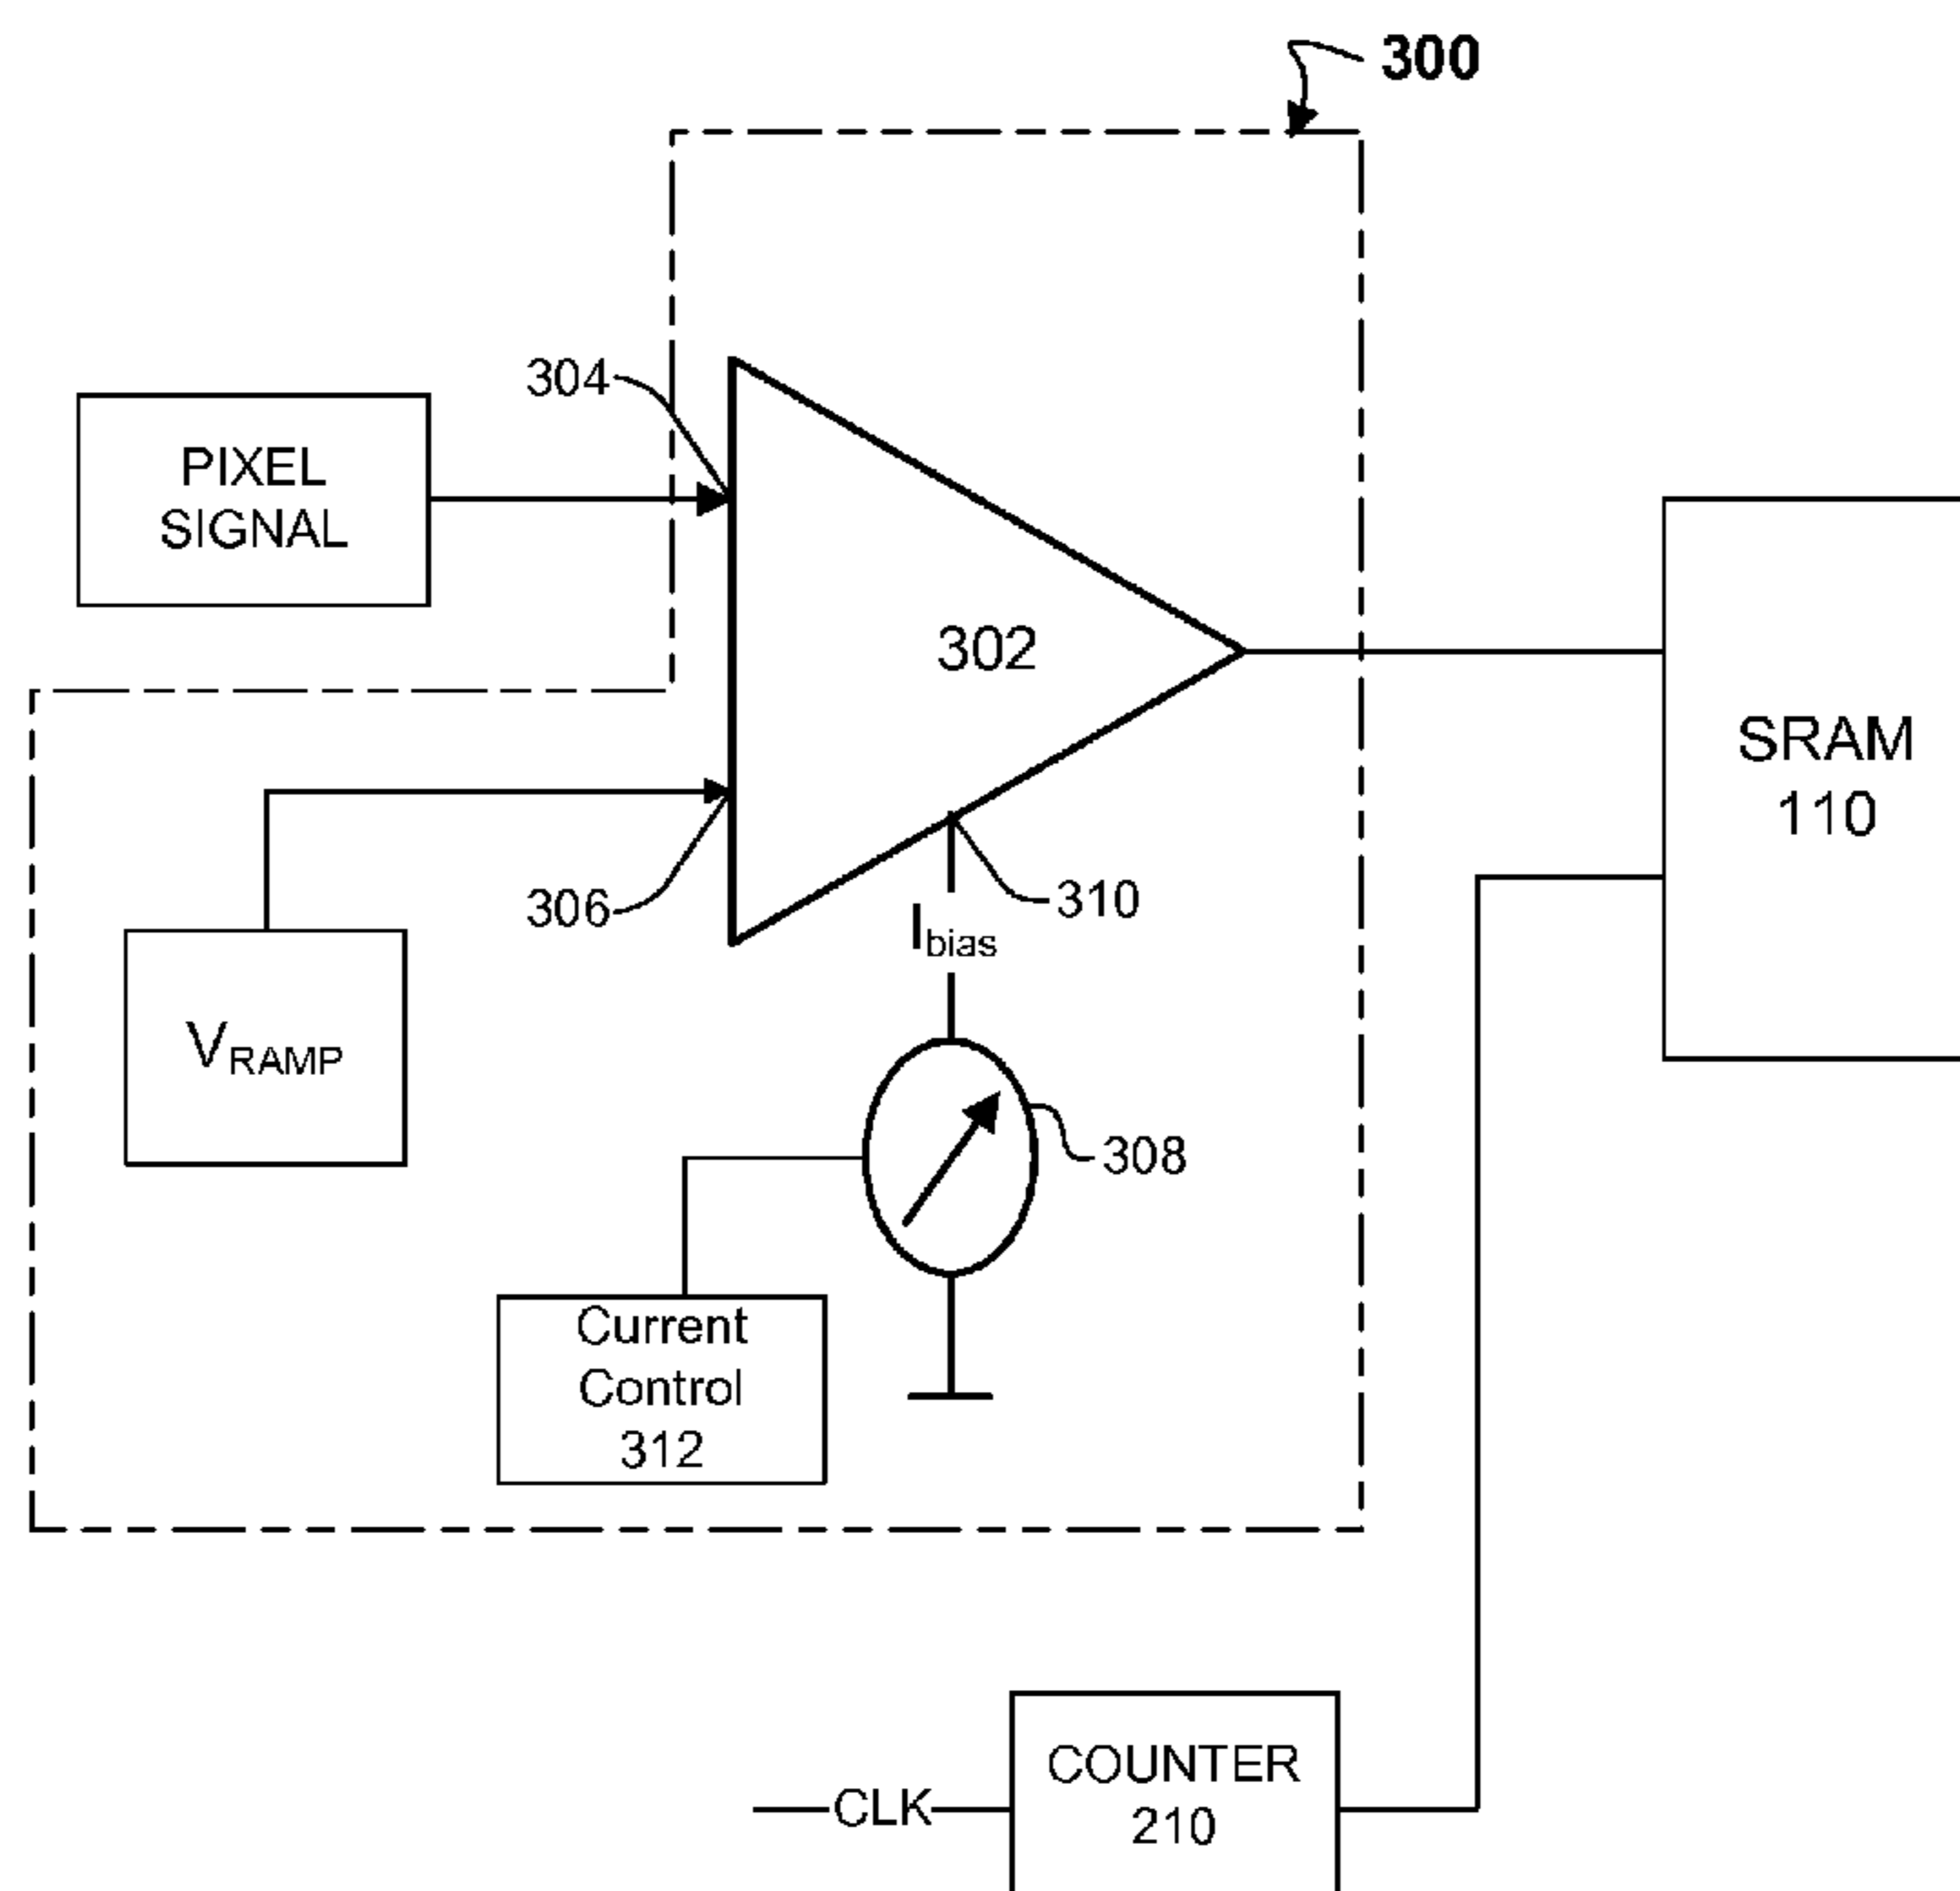 300
304
PIXEL
SIGNAL
302
SRAM
110
306
310
Ibias
VRAMP
308
Current
Control
312
COUNTER
210
CLK